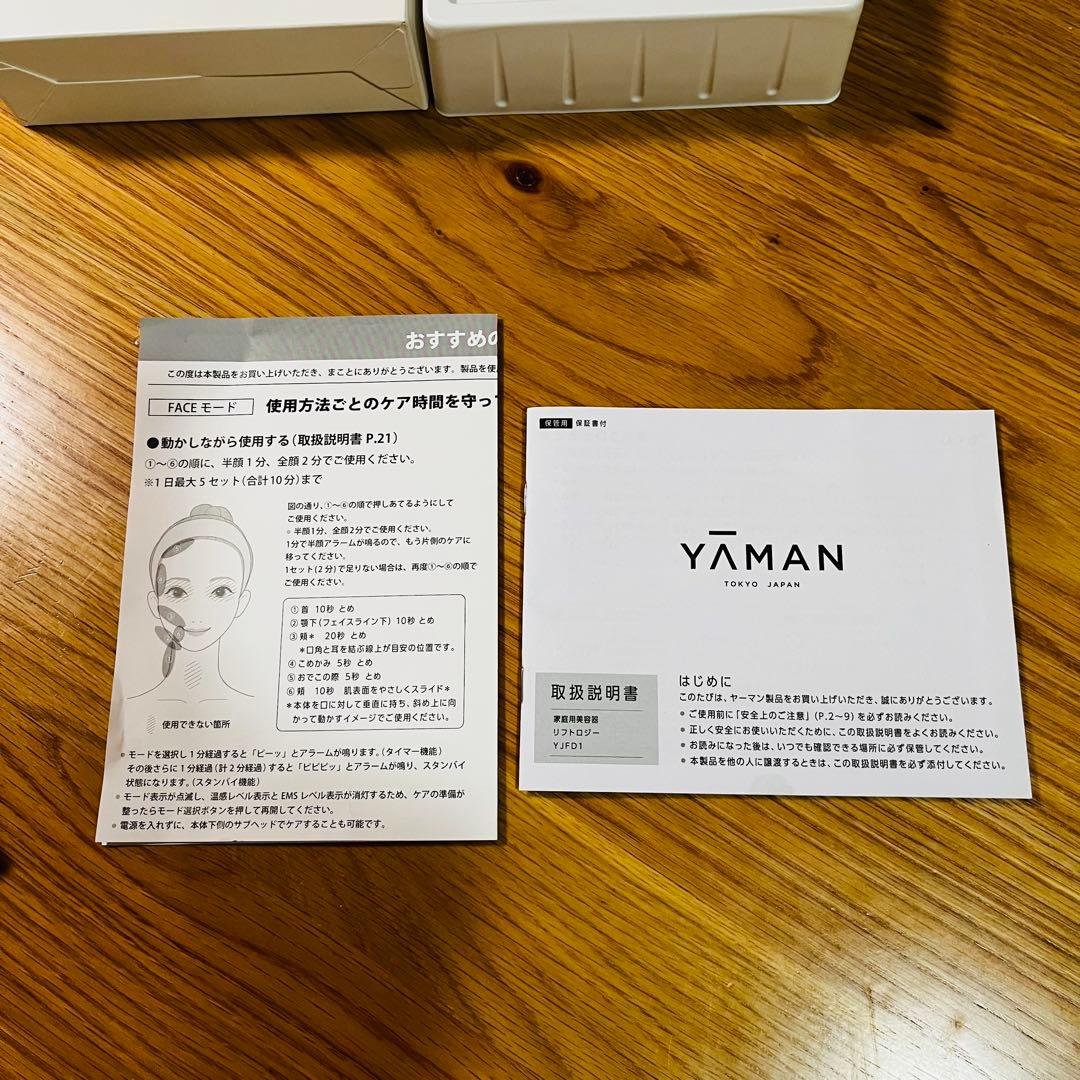 おすすめの
この度は本製品をお買い上げいただき、まことにありがとうございます。製品を使
FACE モード 使用方法ごとのケア時間を守っ
●動かしながら使用する(取扱説明書 P.21)
①~⑥の順に、半顔 1 分、全顔 2 分でご使用ください。
※1 日最大 5 セット(合計 10 分)まで
図の通り、①~⑥の順で押しあてるようにして
ご使用ください。
● 半顔1分、全顔2分でご使用ください。
1分で半顔アラームが鳴るので、もう片側のケアに
移ってください。
1セット(2 分)で足りない場合は、再度①~⑥の順で
ご使用ください。
① 首 10秒 とめ
② 顎下(フェイスライン下) 10秒 とめ
③ 頬* 20秒 とめ
*口角と耳を結ぶ線上が目安の位置です。
④ こめかみ 5秒 とめ
⑤ おでこの際 5秒 とめ
⑥ 頬 10秒 肌表面をやさしくスライド*
*本体を口に対して垂直に持ち、斜め上に向
かって動かすイメージでご使用ください。
使用できない箇所
● モードを選択し 1 分経過すると「ピーッ」とアラームが鳴ります。(タイマー機能)
その後さらに 1 分経過(計 2 分経過)すると「ピピピッ」とアラームが鳴り、スタンバイ
状態になります。(スタンバイ機能)
● モード表示が点滅し、温感レベル表示と EMS レベル表示が消灯するため、ケアの準備が
整ったらモード選択ボタンを押して再開してください。
● 電源を入れずに、本体下側のサブヘッドでケアすることも可能です。
保管用 保証書付
YAMAN
TOKYO JAPAN
取扱説明書
家庭用美容器
リフトロジー
YJFD1
はじめに
このたびは、ヤーマン製品をお買い上げいただき、誠にありがとうございます。
● ご使用前に「安全上のご注意」(P.2~9)を必ずお読みください。
● 正しく安全にお使いいただくために、この取扱説明書をよくお読みください。
● お読みになった後は、いつでも確認できる場所に必ず保管してください。
● 本製品を他の人に譲渡するときは、この取扱説明書を必ず添付してください。